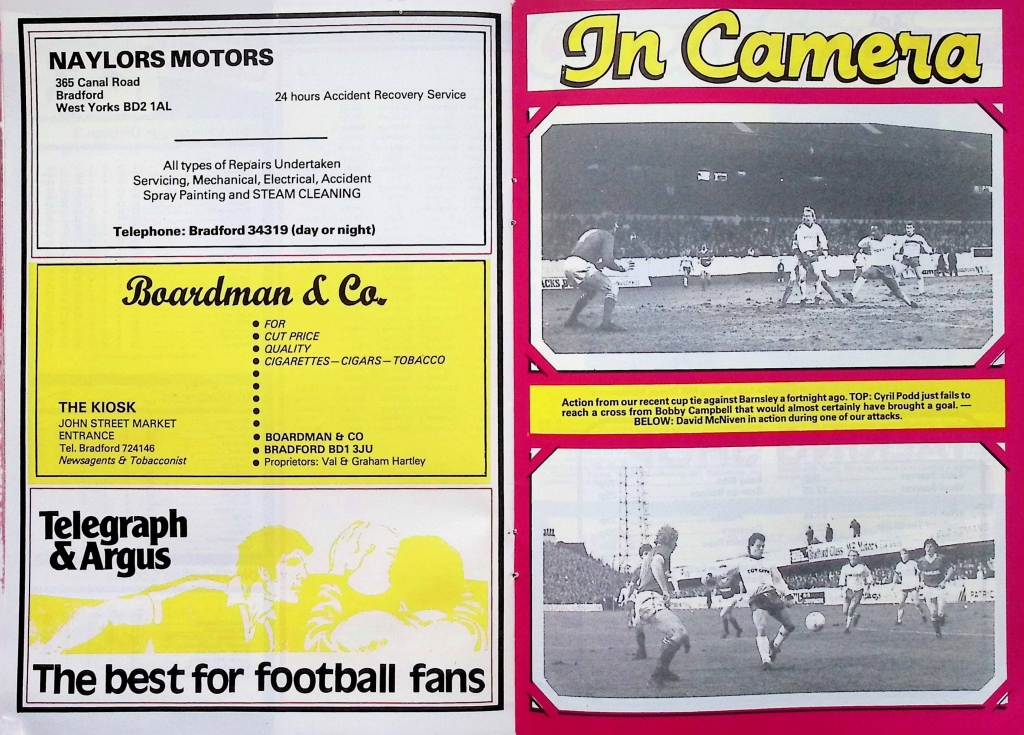 NAYLORS MOTORS
365 Canal Road
Bradford
West Yorks BD2 1AL
24 hours Accident Recovery Service
All types of Repairs Undertaken
Servicing, Mechanical, Electrical, Accident
Spray Painting and STEAM CLEANING
Telephone: Bradford 34319 (day or night)
Boardman & Co.
● FOR
● CUT PRICE
● QUALITY
● CIGARETTES—CIGARS—TOBACCO
●
●
●
●
●
THE KIOSK
JOHN STREET MARKET
ENTRANCE
Tel. Bradford 724146
Newsagents & Tobacconist
● BOARDMAN & CO
● BRADFORD BD1 3JU
● Proprietors: Val & Graham Hartley
Telegraph
& Argus
The best for football fans
In Camera
Action from our recent cup tie against Barnsley a fortnight ago. TOP: Cyril Podd just fails to
reach a cross from Bobby Campbell that would almost certainly have brought a goal. —
BELOW: David McNiven in action during one of our attacks.
TOY CITY
Bradford Glass
PATRIC